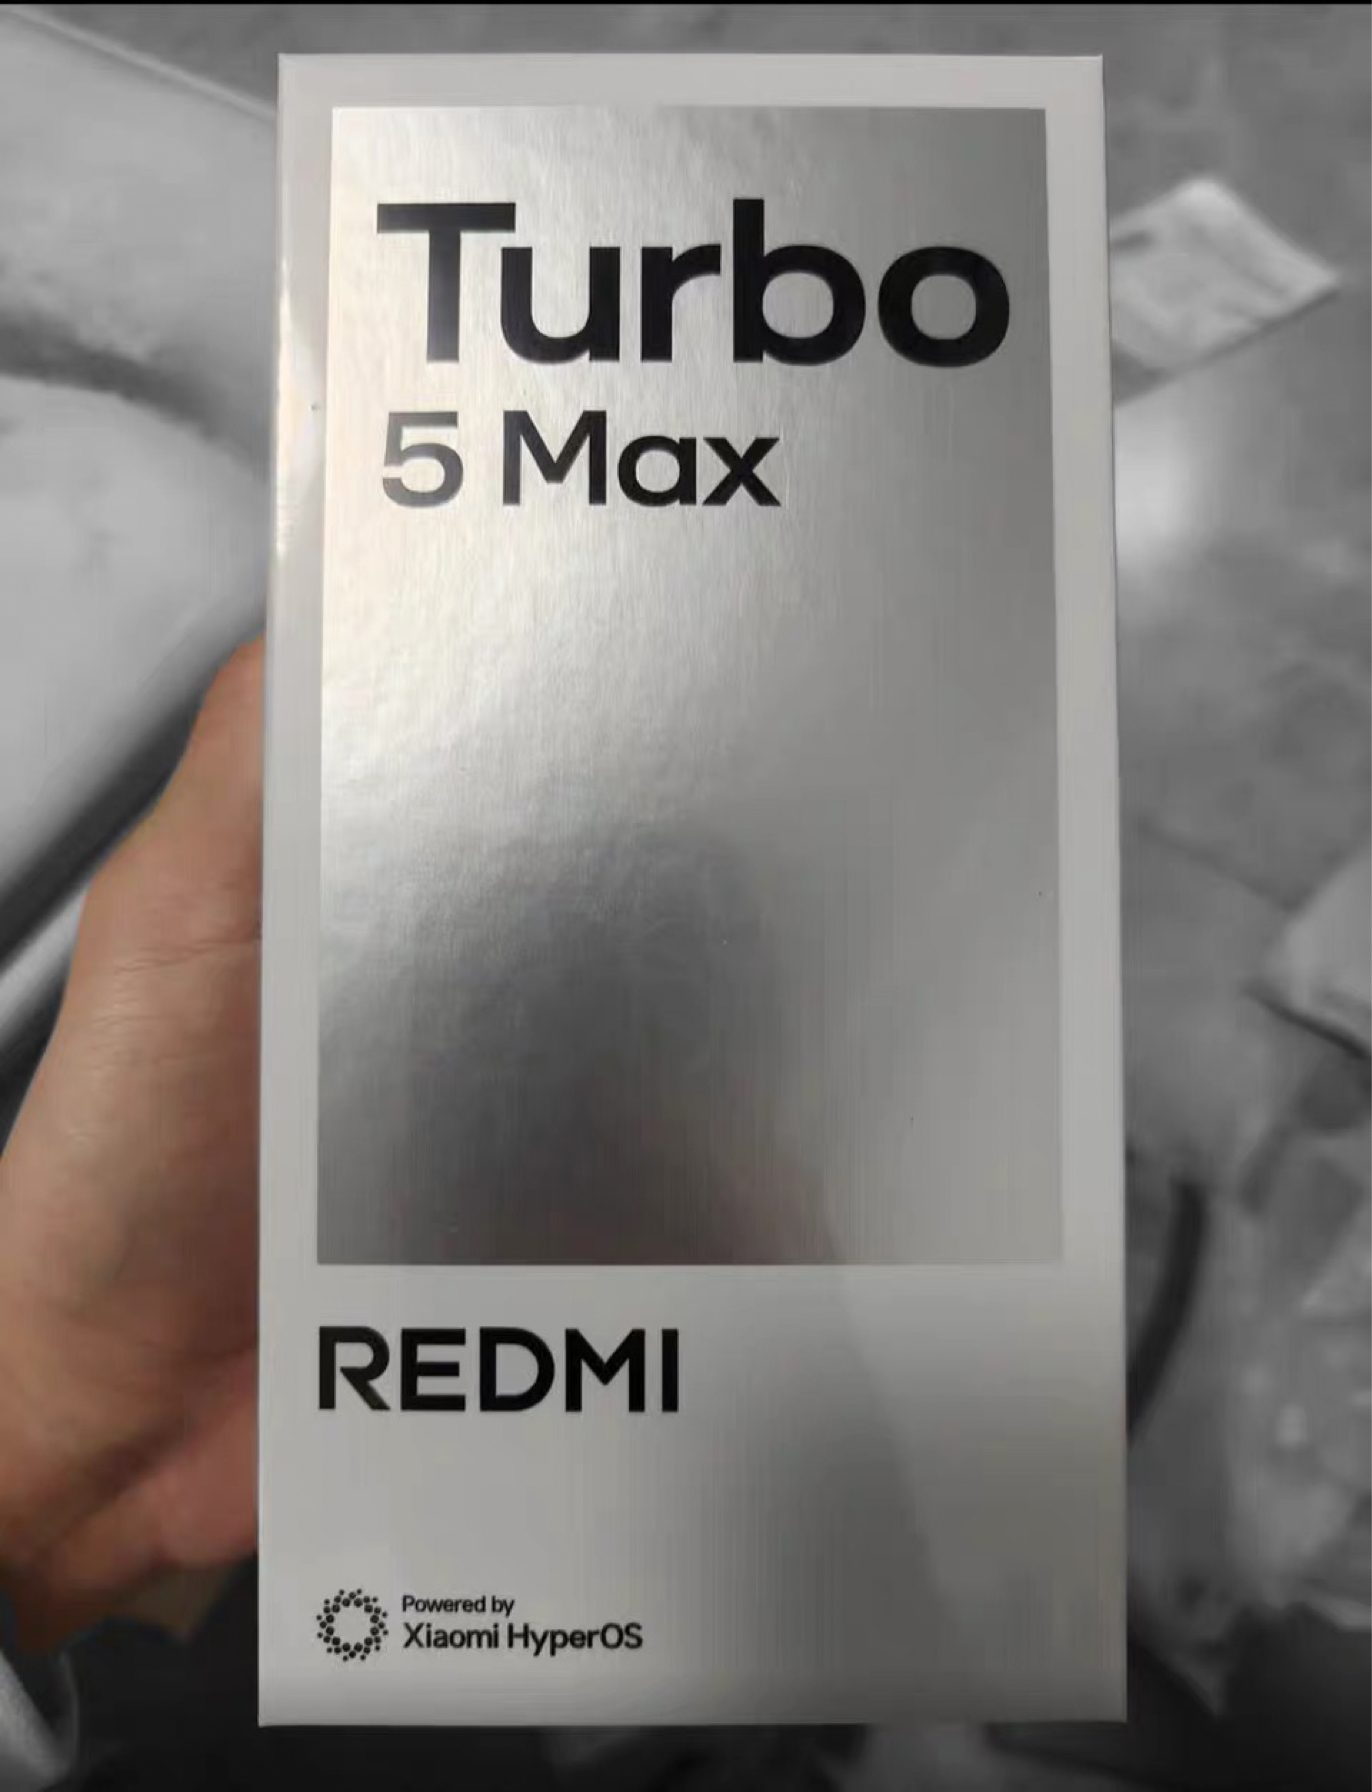 Turbo
5 Max
REDMI
Powered by
Xiaomi HyperOS